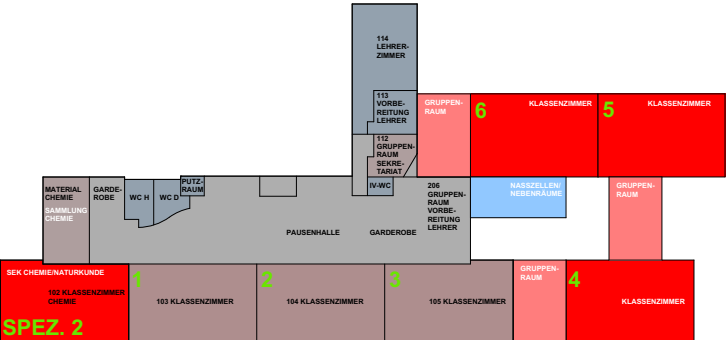 114
LEHRER-
ZIMMER
113
VORBE-
REITUNG
LEHRER
112
GRUPPEN-
RAUM
SEKRE-
TARIAT
GRUPPEN-
RAUM
6
KLASSENZIMMER
5
KLASSENZIMMER
MATERIAL
CHEMIE
SAMMLUNG
CHEMIE
GARDE-
ROBE
WC H
WC D
PUTZ-
RAUM
IV-WC
206
GRUPPEN-
RAUM
VORBE-
REITUNG
LEHRER
NASSZELLEN/
NEBENRÄUME
GRUPPEN-
RAUM
PAUSENHALLE
GARDEROBE
SEK CHEMIE/NATURKUNDE
102 KLASSENZIMMER
CHEMIE
SPEZ. 2
1
103 KLASSENZIMMER
2
104 KLASSENZIMMER
3
105 KLASSENZIMMER
GRUPPEN-
RAUM
4
KLASSENZIMMER